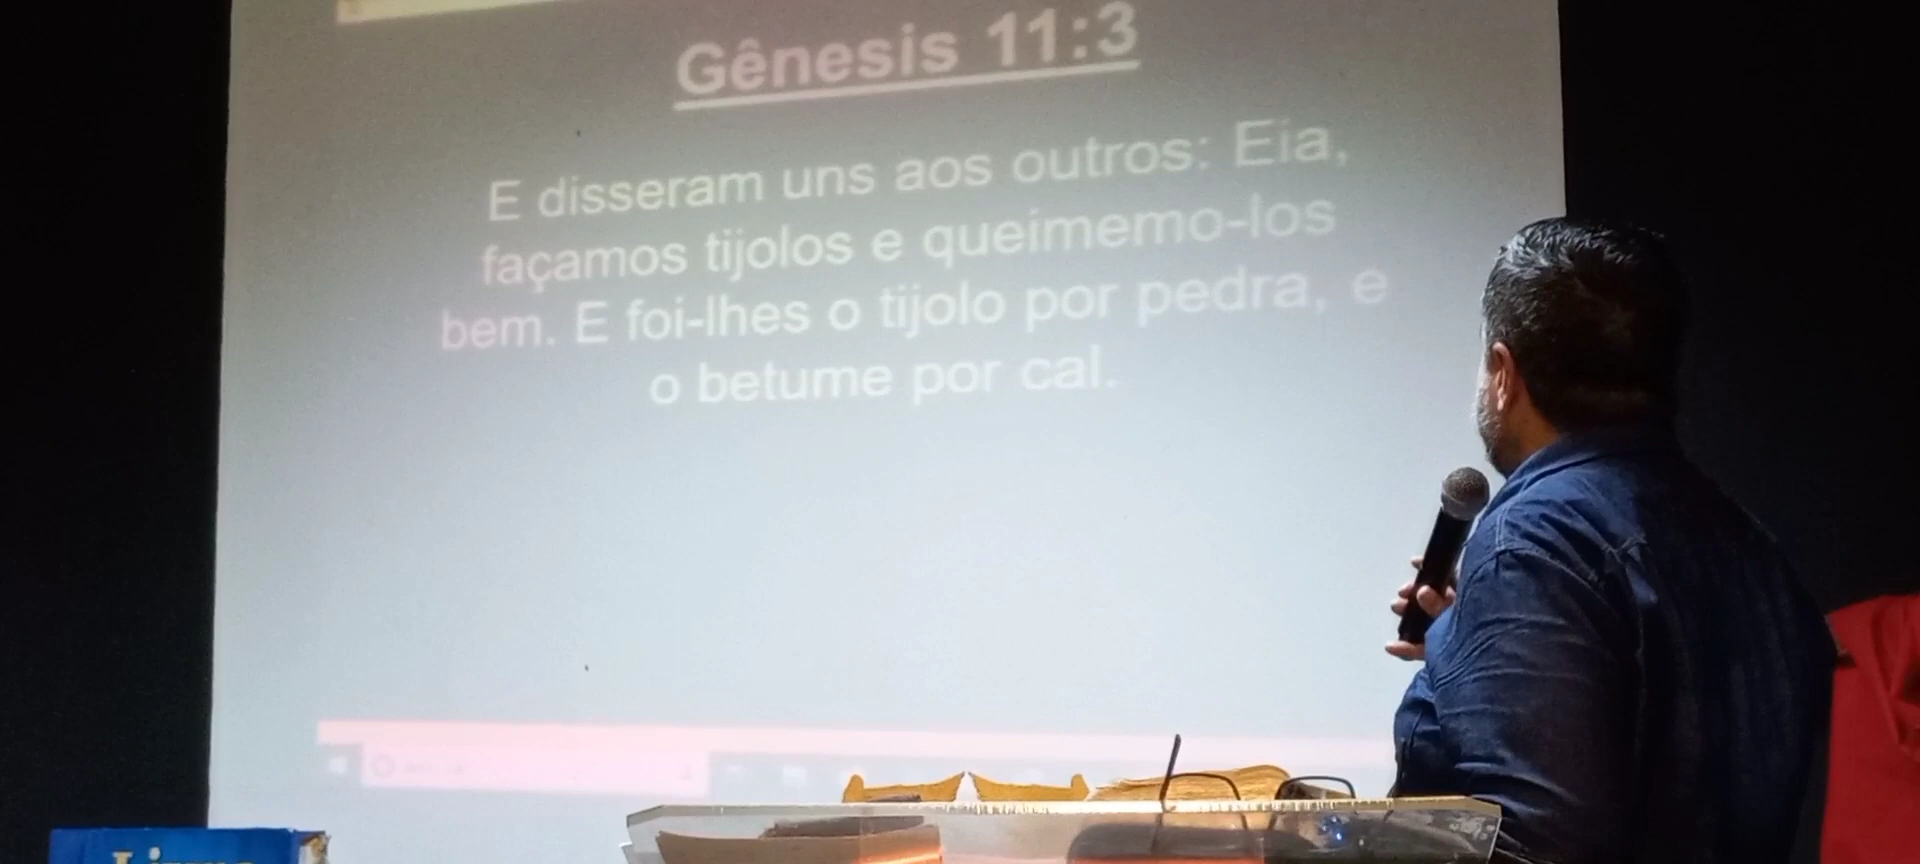 Gênesis 11:3
E disseram uns aos outros: Eia,
façamos tijolos e queimemo-los
bem. E foi-lhes o tijolo por pedra, e
o betume por cal.